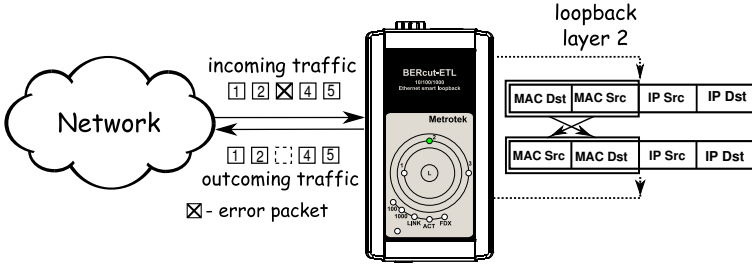 loopback
layer 2
incoming traffic
1 2 4 5
Network
1 2 4 5
outcoming traffic
- error packet
BERcut-ETL
10/100/1000
Ethernet smart loopback
Metrotek
2
1
3
L
100
1000
LINK
ACT
FDX
MAC Dst MAC Src IP Src IP Dst
MAC Src MAC Dst IP Src IP Dst